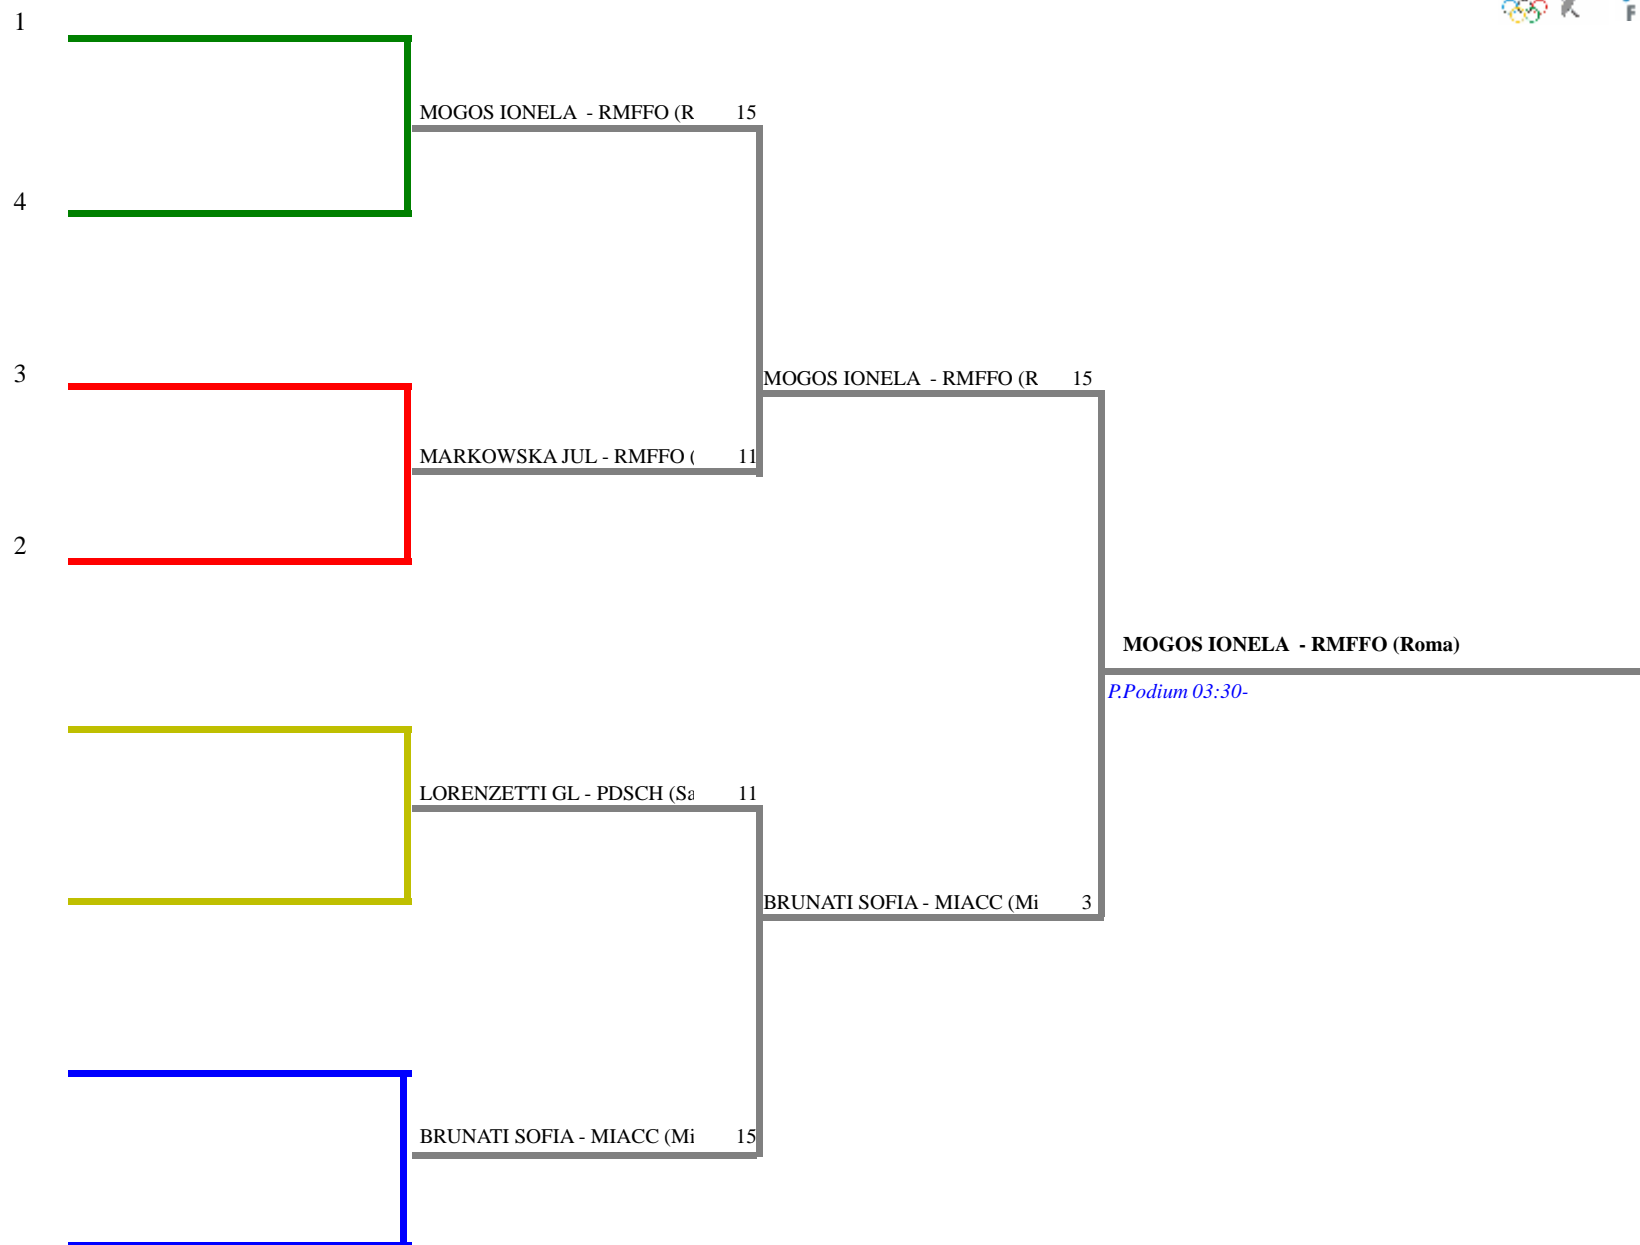 1
MOGOS IONELA - RMFFO (R 15
4
3
MOGOS IONELA - RMFFO (R 15
MARKOWSKA JUL - RMFFO ( 11
2
MOGOS IONELA - RMFFO (Roma)
P.Podium 03:30-
LORENZETTI GL - PDSCH (Sa 11
BRUNATI SOFIA - MIACC (Mi 3
BRUNATI SOFIA - MIACC (Mi 15